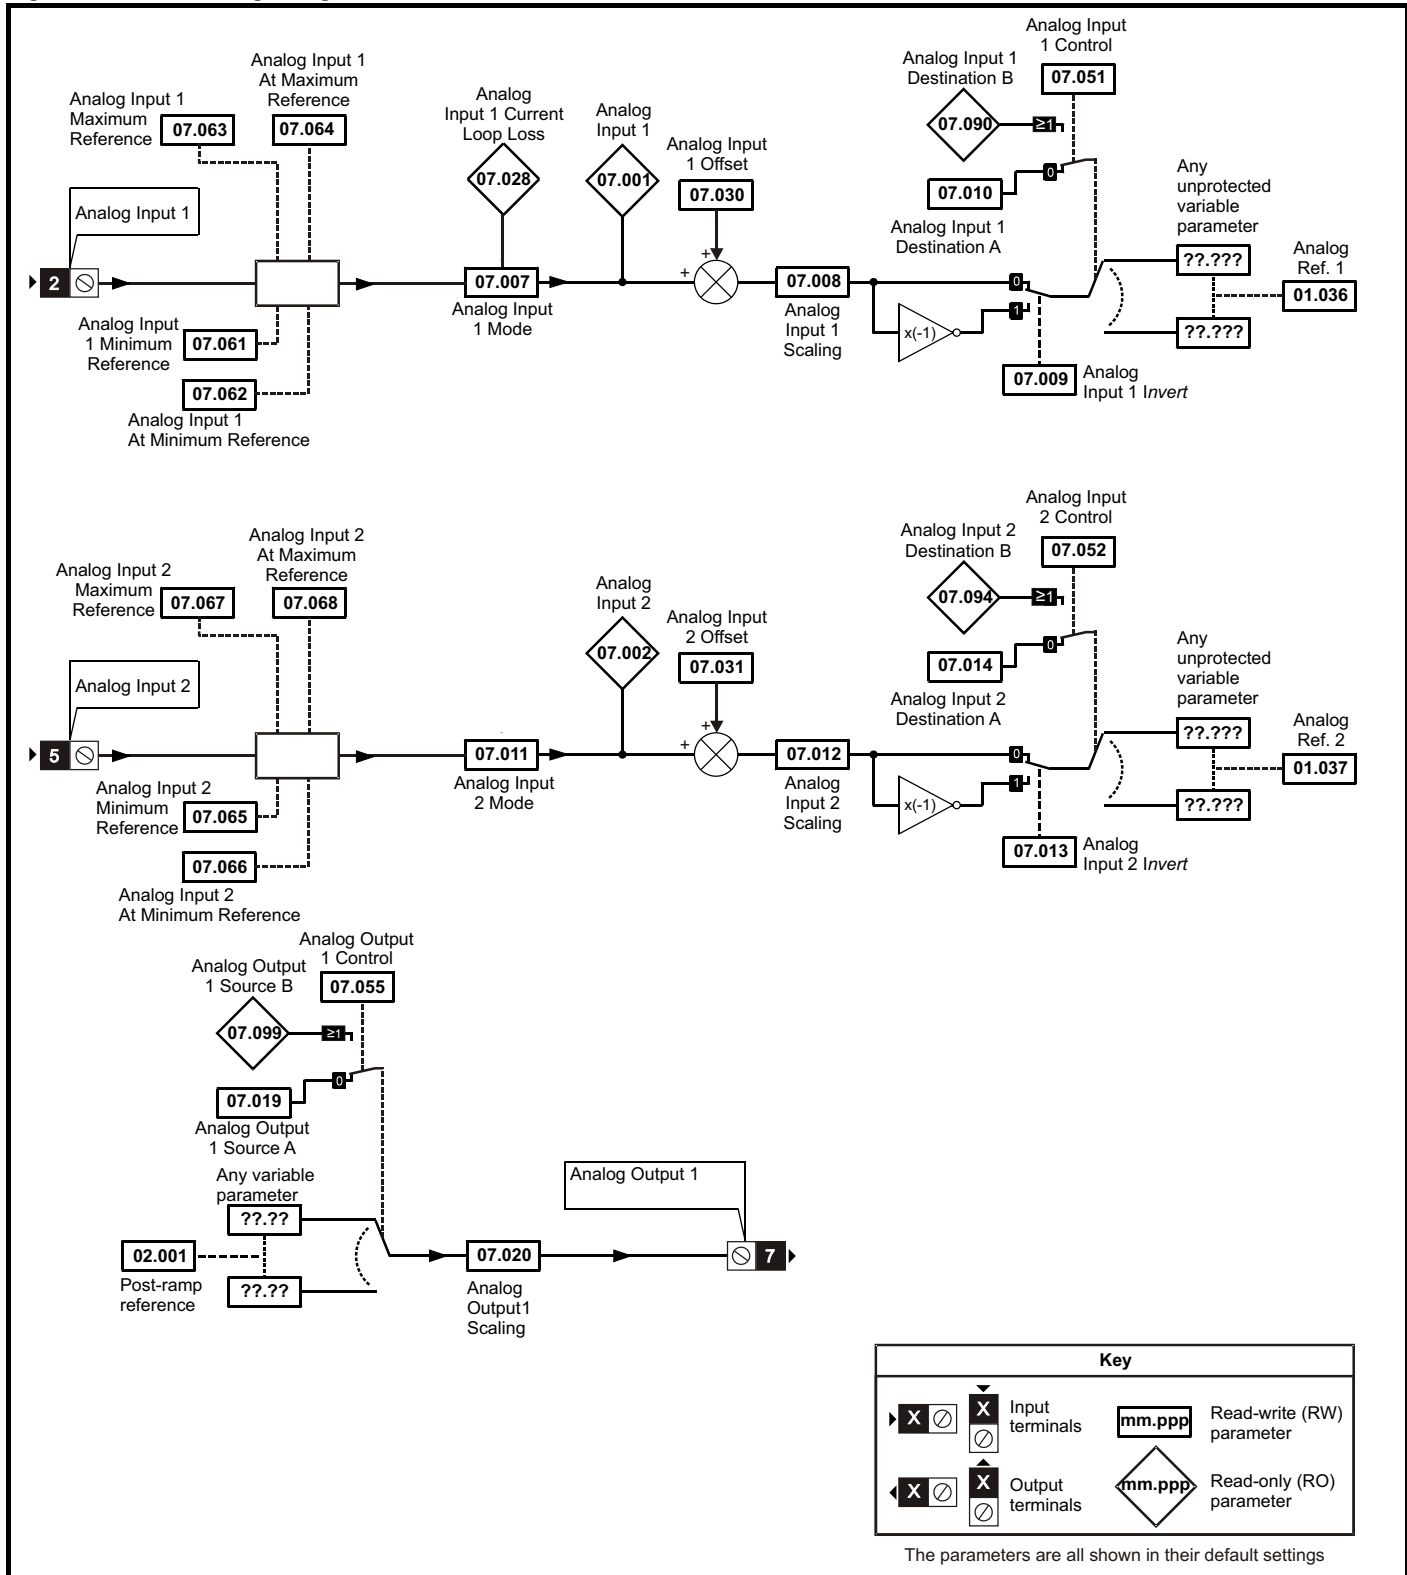 Analog Input 1
Maximum
Reference
07.063
Analog Input 1
At Maximum
Reference
07.064
Analog Input 1
2
Analog Input
1 Minimum
Reference
07.061
07.062
Analog Input 1
At Minimum Reference
Analog
Input 1 Current
Loop Loss
07.028
07.007
Analog Input
1 Mode
Analog
Input 1
07.001
Analog Input
1 Offset
07.030
+
+
07.008
Analog
Input 1
Scaling
x(-1)
Analog Input 1
Destination B
07.090
≥1
Analog Input
1 Control
07.051
0
07.010
Analog Input 1
Destination A
0
1
07.009
Analog
Input 1 Invert
Any
unprotected
variable
parameter
??.???
??.???
Analog
Ref. 1
01.036
Analog Input 2
Maximum
Reference
07.067
Analog Input 2
At Maximum
Reference
07.068
Analog Input 2
5
Analog Input 2
Minimum
Reference
07.065
07.066
Analog Input 2
At Minimum Reference
07.011
Analog Input
2 Mode
Analog
Input 2
07.002
Analog Input
2 Offset
07.031
+
+
07.012
Analog
Input 2
Scaling
x(-1)
Analog Input 2
Destination B
07.094
≥1
Analog Input
2 Control
07.052
0
07.014
Analog Input 2
Destination A
0
1
07.013
Analog
Input 2 Invert
Any
unprotected
variable
parameter
??.???
??.???
Analog
Ref. 2
01.037
Analog Output
1 Source B
07.099
≥1
Analog Output
1 Control
07.055
0
07.019
Analog Output
1 Source A
Any variable
parameter
??.??
02.001
Post-ramp
reference
??.??
07.020
Analog
Output1
Scaling
Analog Output 1
7
Key
X
X
Input
terminals
mm.ppp
Read-write (RW)
parameter
X
X
Output
terminals
mm.ppp
Read-only (RO)
parameter
The parameters are all shown in their default settings